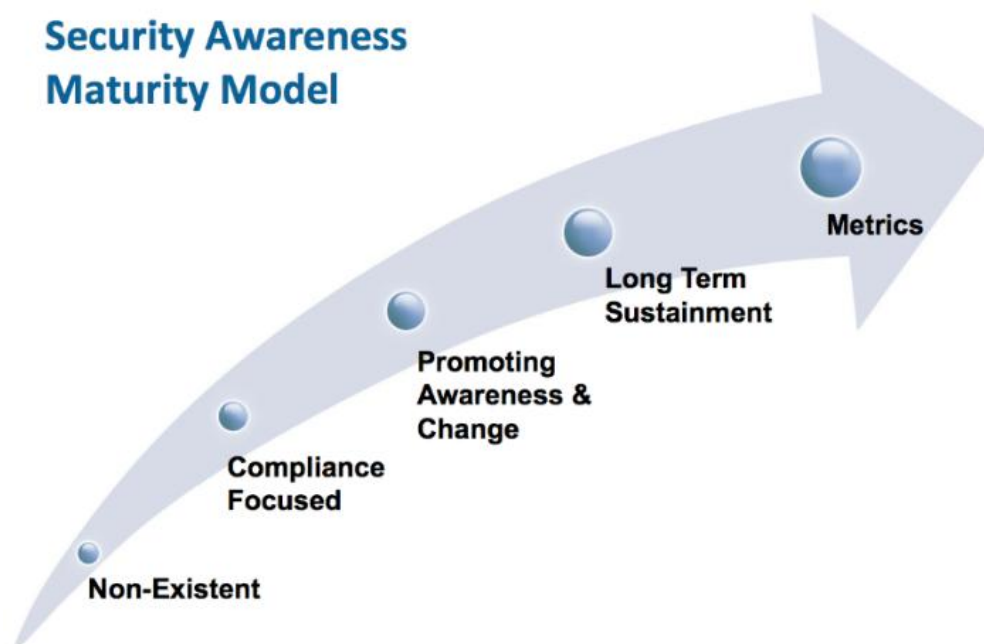 Security Awareness
Maturity Model
Metrics
Long Term
Sustainment
Promoting
Awareness &
Change
Compliance
Focused
Non-Existent